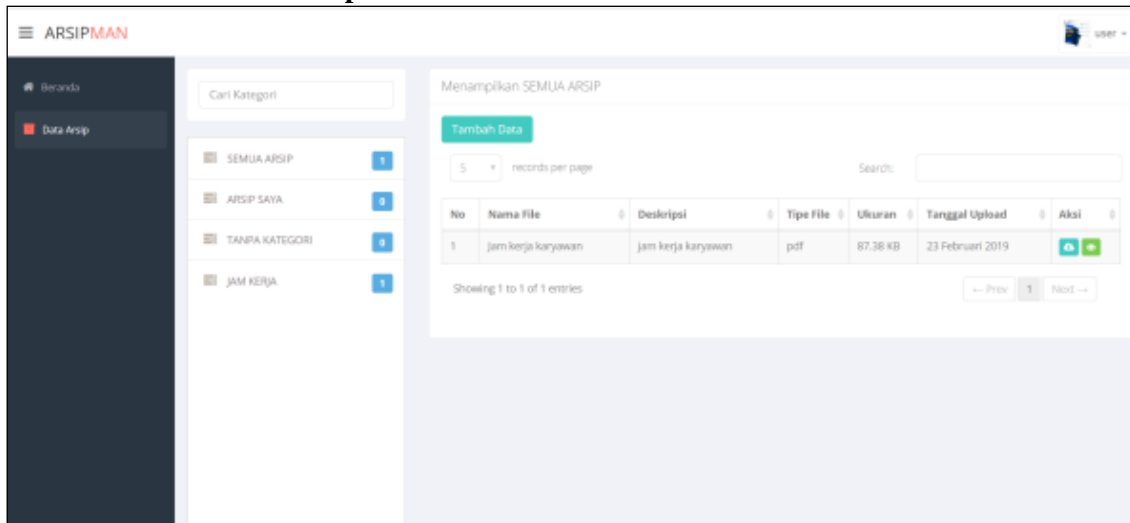 ARSIPMAN
user
Beranda
Data Arsip
Cari Kategori
SEMUA ARSIP 1
ARSIP SAYA 0
TANPA KATEGORI 0
JAM KERJA 1
Menampilkan SEMUA ARSIP
Tambah Data
5 records per page Search:
No Nama File Deskripsi Tipe File Ukuran Tanggal Upload Aksi
1 Jam kerja karyawan jam kerja karyawan pdf 87.38 KB 23 Februari 2019
Showing 1 to 1 of 1 entries
← Prev 1 Next →